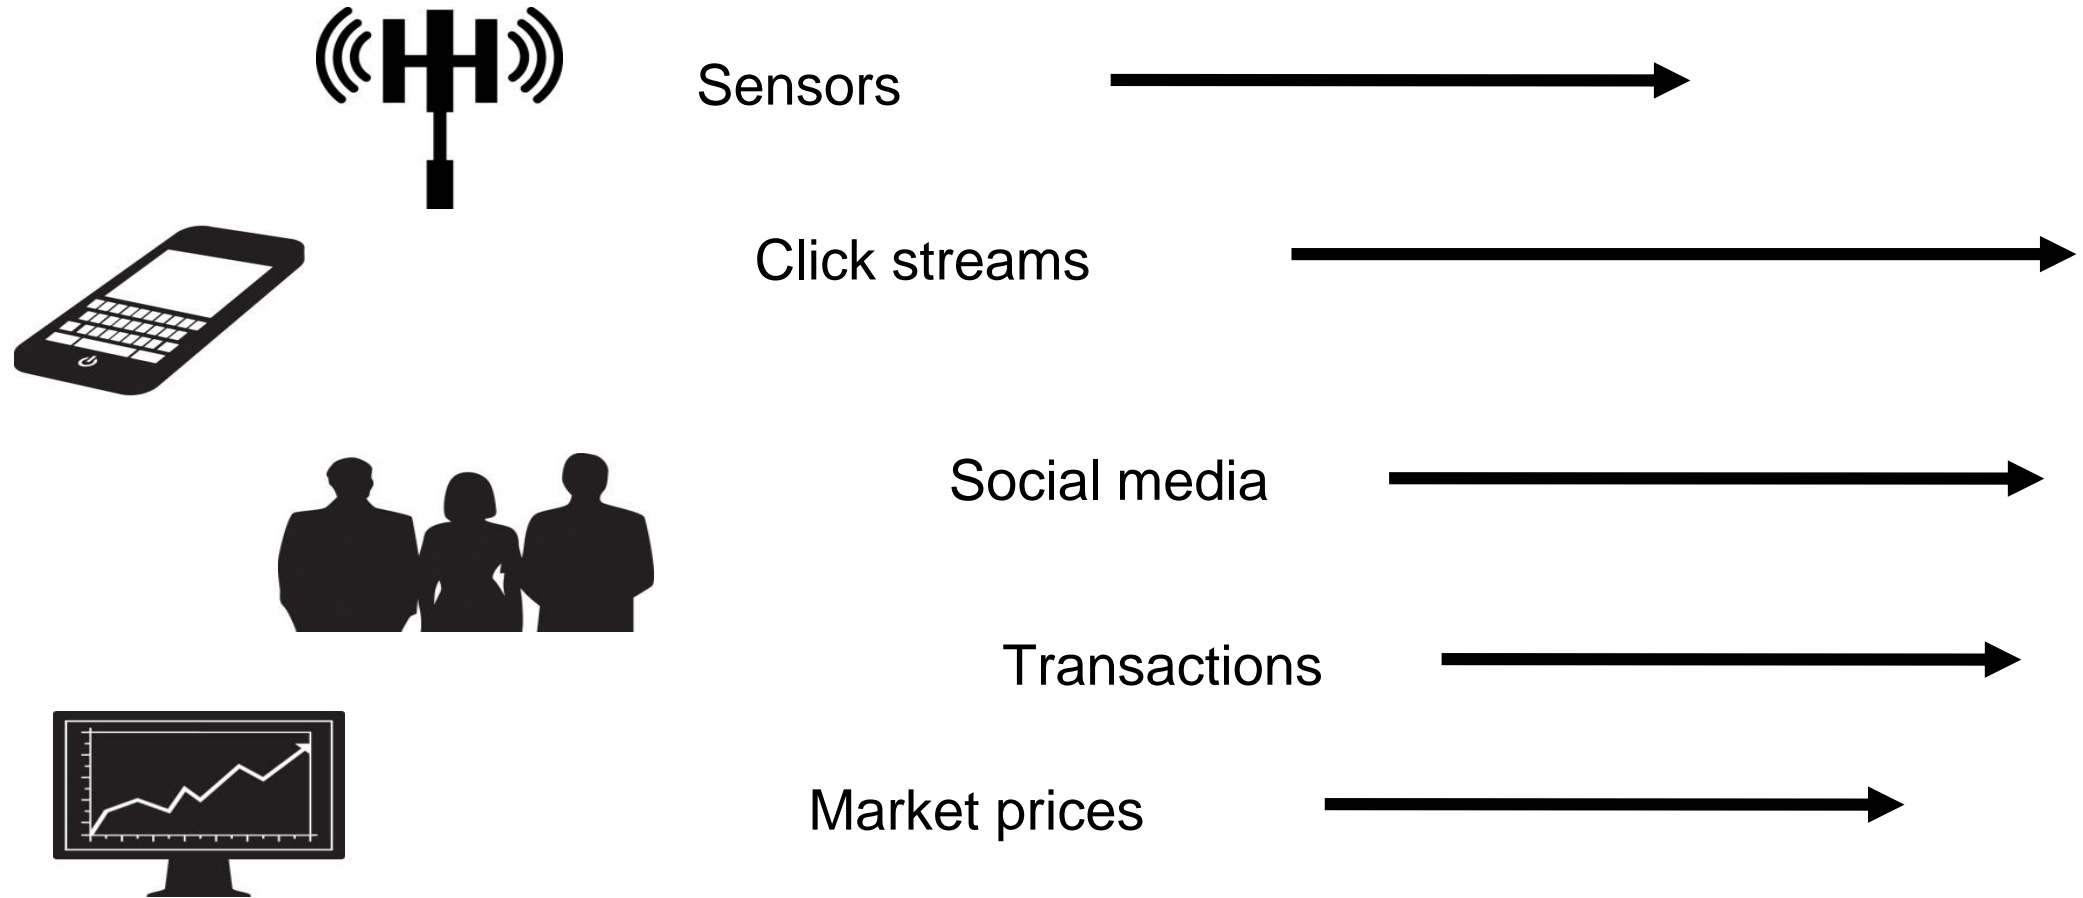 Sensors
Click streams
Social media
Transactions
Market prices